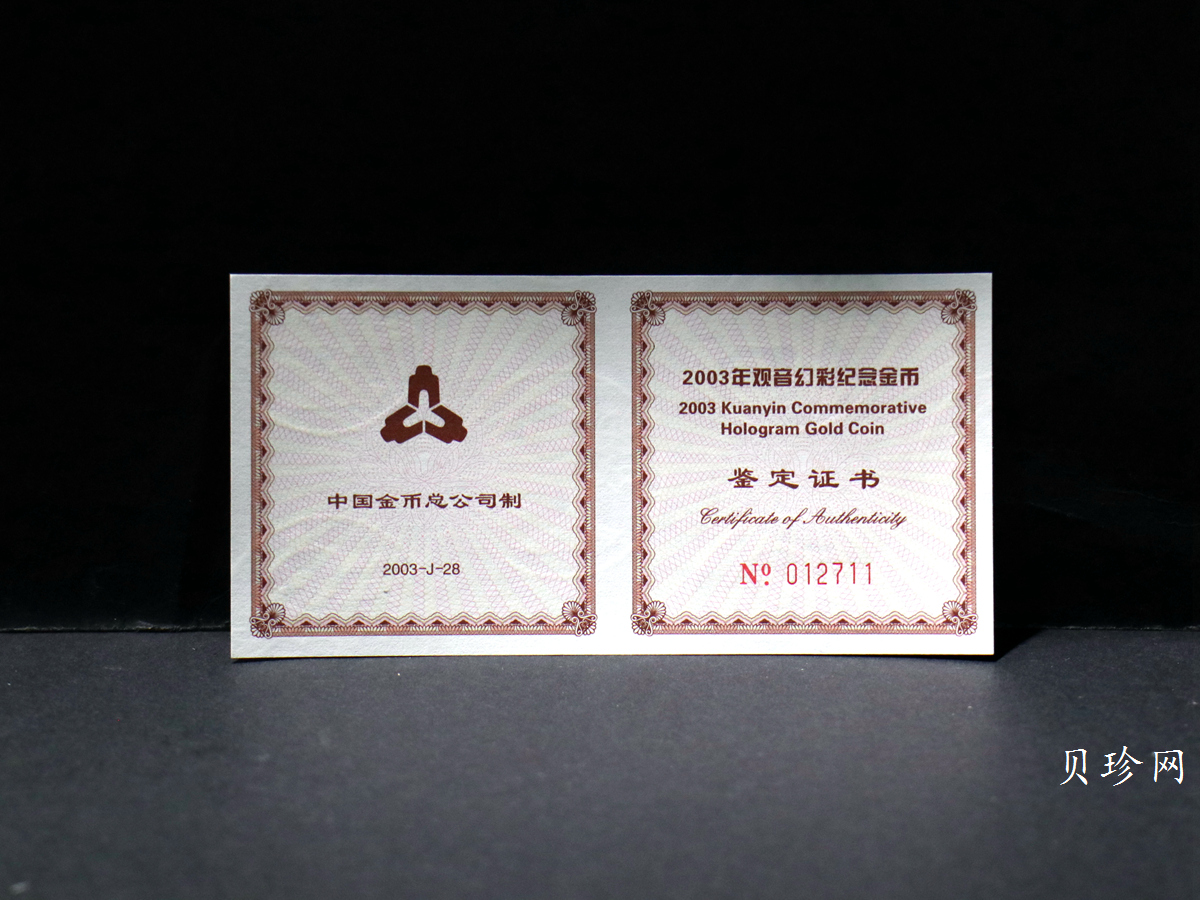 中国金币总公司制
2003-J-28
2003年观音幻彩纪念金币
2003 Kuanyin Commemorative
Hologram Gold Coin
鉴定证书
Certificate of Authenticity
Nº 012711
贝珍网